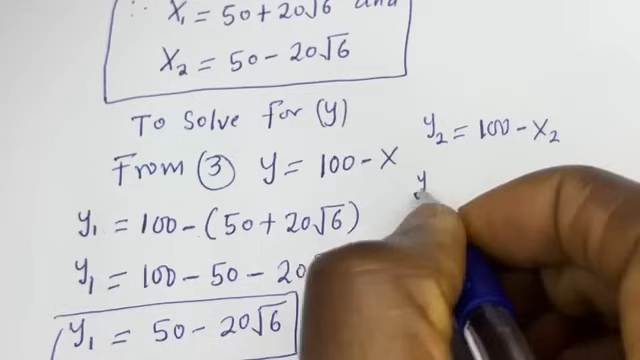 ∴ X₁ = 50 + 20√6 and
X₂ = 50 - 20√6
To Solve for (y)
From ③ y = 100 - X
y₁ = 100 - (50 + 20√6)
y₁ = 100 - 50 - 20
y₁ = 50 - 20√6
y₂ = 100 - X₂
y